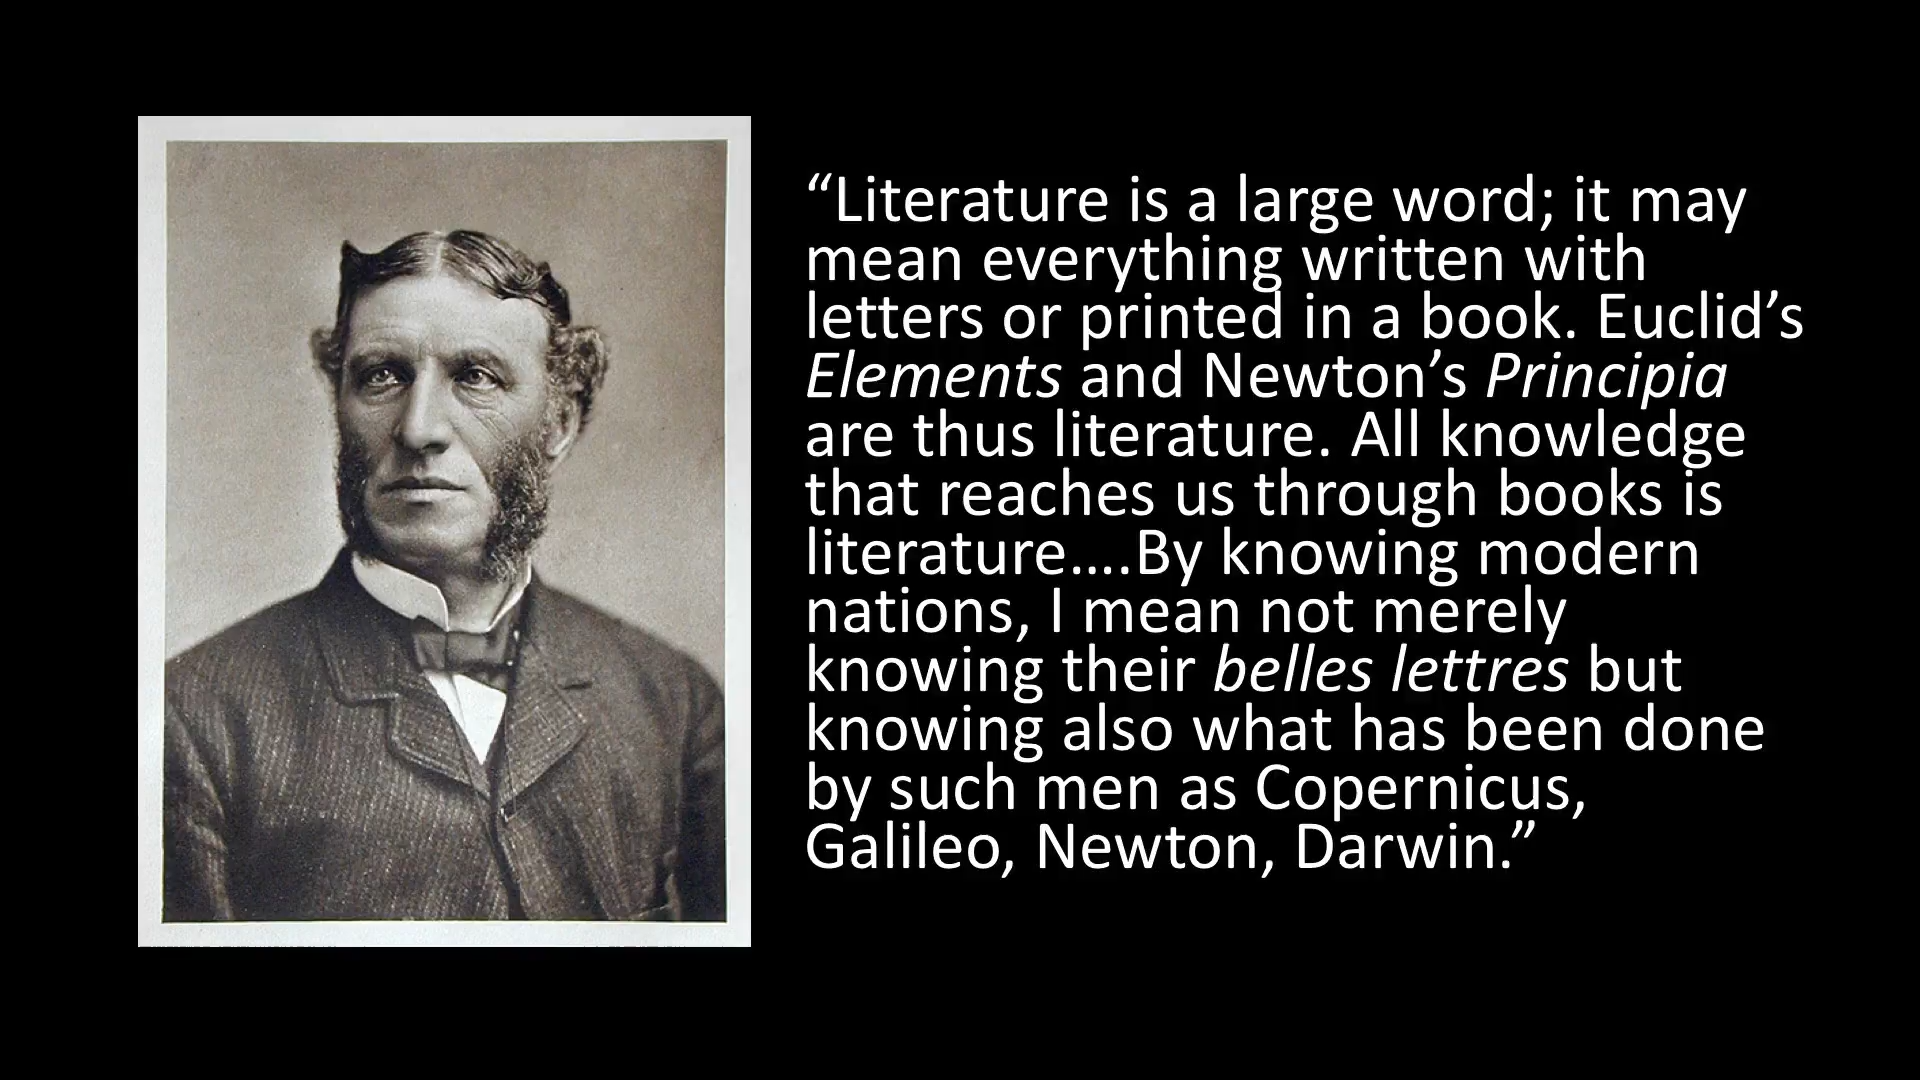 “Literature is a large word; it may
mean everything written with
letters or printed in a book. Euclid’s
Elements and Newton’s Principia
are thus literature. All knowledge
that reaches us through books is
literature....By knowing modern
nations, I mean not merely
knowing their belles lettres but
knowing also what has been done
by such men as Copernicus,
Galileo, Newton, Darwin.”